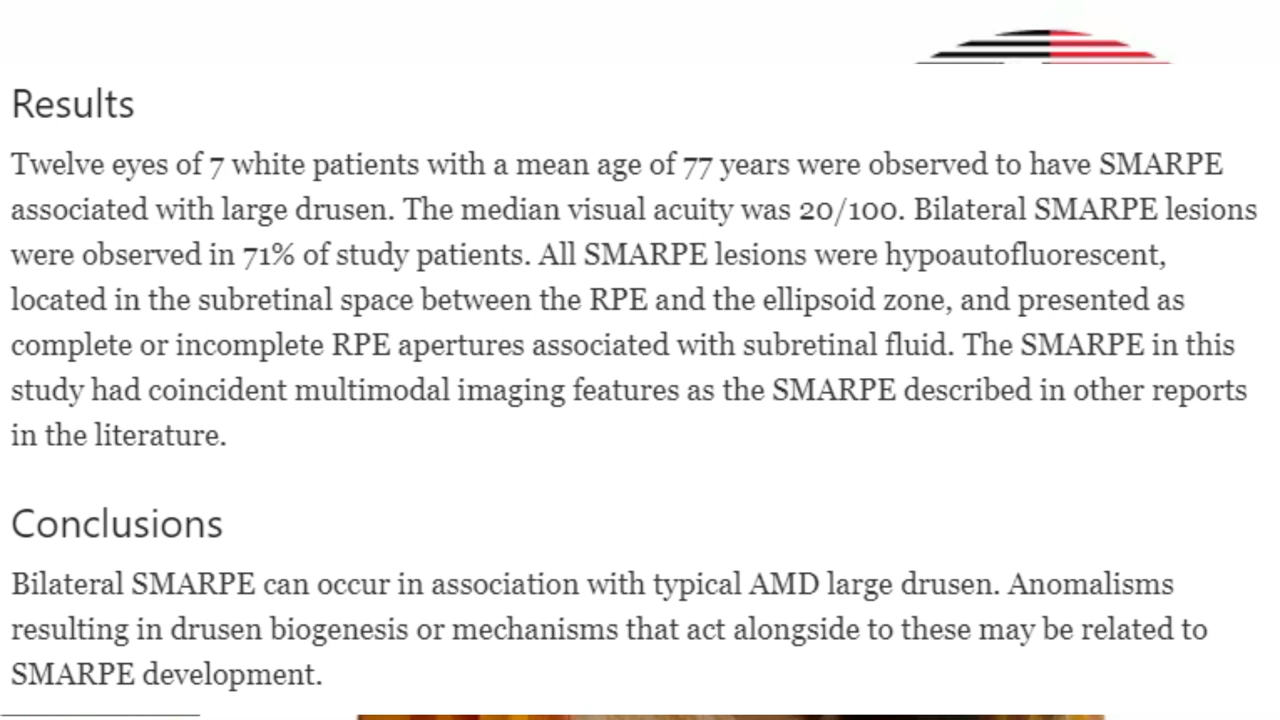 Results
Twelve eyes of 7 white patients with a mean age of 77 years were observed to have SMARPE
associated with large drusen. The median visual acuity was 20/100. Bilateral SMARPE lesions
were observed in 71% of study patients. All SMARPE lesions were hypoautofluorescent,
located in the subretinal space between the RPE and the ellipsoid zone, and presented as
complete or incomplete RPE apertures associated with subretinal fluid. The SMARPE in this
study had coincident multimodal imaging features as the SMARPE described in other reports
in the literature.
Conclusions
Bilateral SMARPE can occur in association with typical AMD large drusen. Anomalisms
resulting in drusen biogenesis or mechanisms that act alongside to these may be related to
SMARPE development.